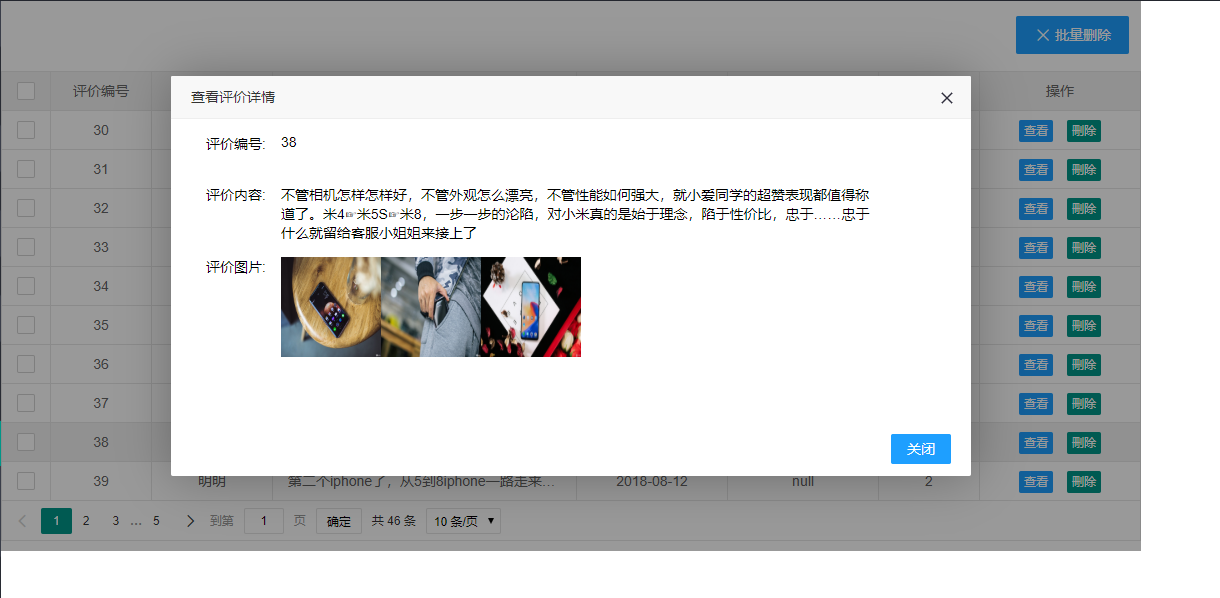 批量删除
评价编号 操作
30 查看 删除
31 查看 删除
32 查看 删除
33 查看 删除
34 查看 删除
35 查看 删除
36 查看 删除
37 查看 删除
38 查看 删除
39 明明 第二个iphone了，从5到8iphone一路走来... 2018-08-12 null 2 查看 删除
1 2 3 ... 5 到第 1 页 确定 共 46 条 10 条/页
查看评价详情
评价编号: 38
评价内容: 不管相机怎样怎样好，不管外观怎么漂亮，不管性能如何强大，就小爱同学的超赞表现都值得称
道了。米4☞米5S☞米8，一步一步的沦陷，对小米真的是始于理念，陷于性价比，忠于……忠于
什么就留给客服小姐姐来接上了
评价图片:
关闭